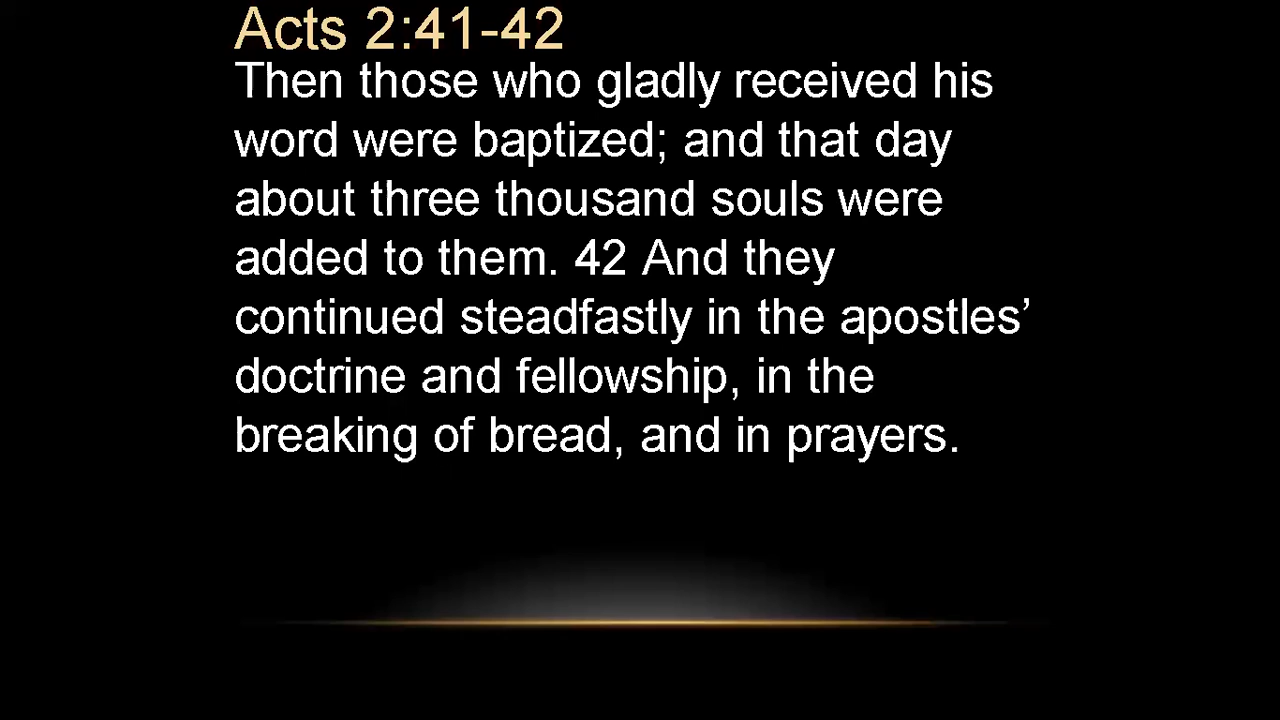 Acts 2:41-42
Then those who gladly received his
word were baptized; and that day
about three thousand souls were
added to them. 42 And they
continued steadfastly in the apostles’
doctrine and fellowship, in the
breaking of bread, and in prayers.